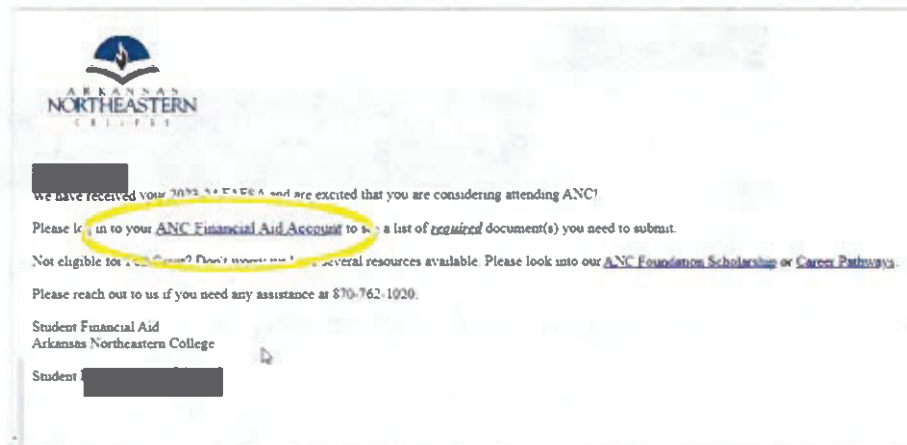 ARKANSAS
NORTHEASTERN
COLLEGE
We have received your 2023-24 FAFSA and are excited that you are considering attending ANC!
Please log in to your ANC Financial Aid Account to see a list of required document(s) you need to submit.
Not eligible for Pell Grant? Don't worry we have several resources available. Please look into our ANC Foundation Scholarship or Career Pathways.
Please reach out to us if you need any assistance at 870-762-1020.
Student Financial Aid
Arkansas Northeastern College
Student